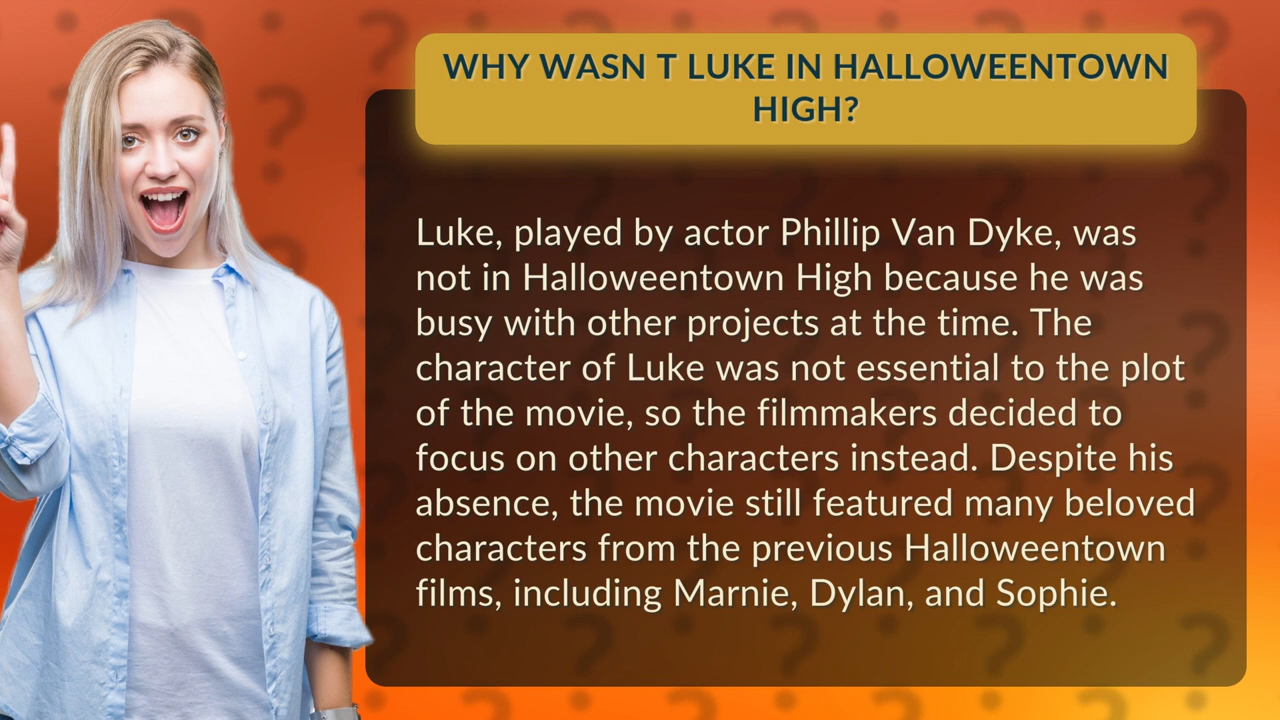 WHY WASN T LUKE IN HALLOWEENTOWN
HIGH?
Luke, played by actor Phillip Van Dyke, was
not in Halloweentown High because he was
busy with other projects at the time. The
character of Luke was not essential to the plot
of the movie, so the filmmakers decided to
focus on other characters instead. Despite his
absence, the movie still featured many beloved
characters from the previous Halloweentown
films, including Marnie, Dylan, and Sophie.